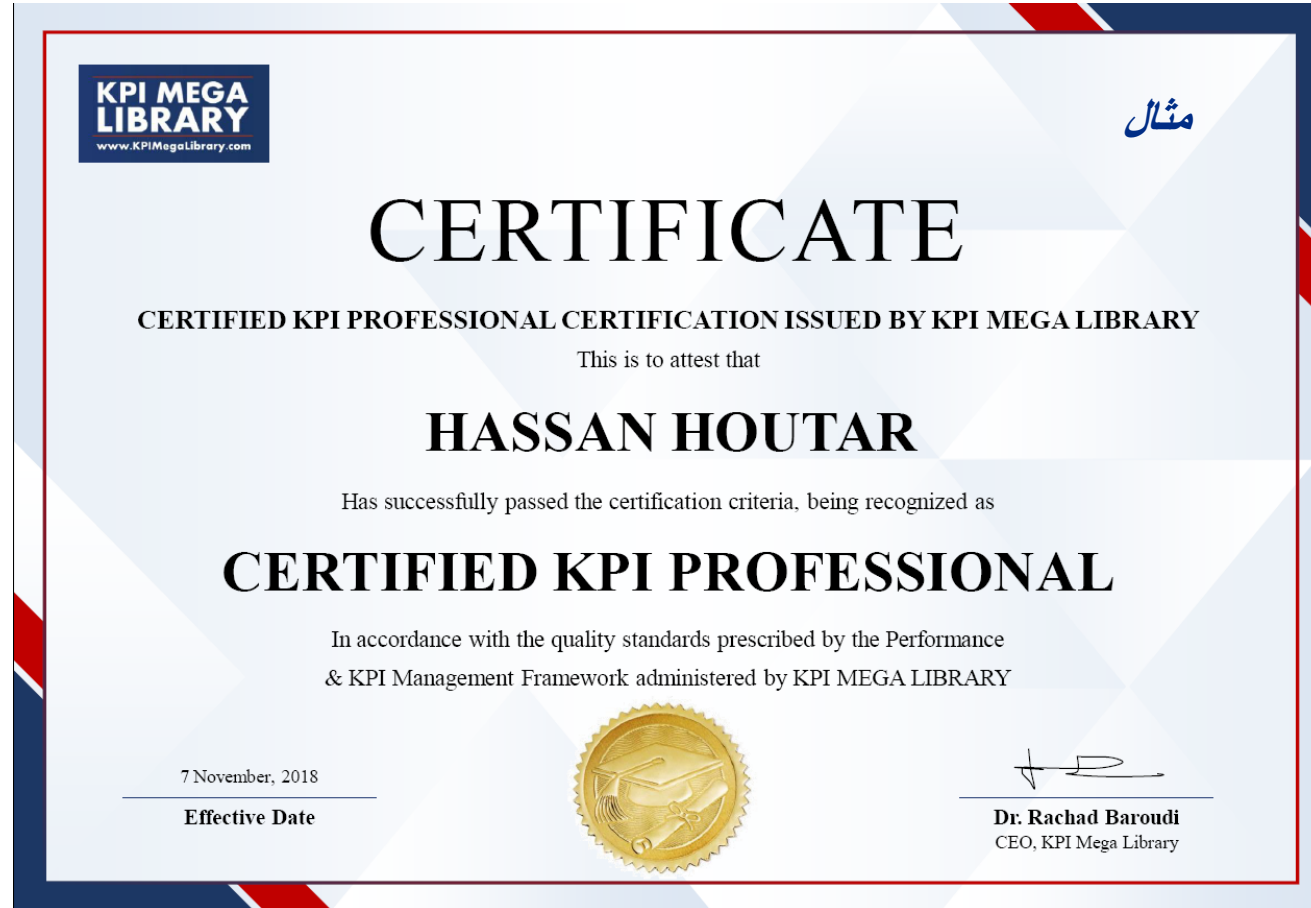 KPI MEGA
LIBRARY
www.KPIMegaLibrary.com
مثال
CERTIFICATE
CERTIFIED KPI PROFESSIONAL CERTIFICATION ISSUED BY KPI MEGA LIBRARY
This is to attest that
HASSAN HOUTAR
Has successfully passed the certification criteria, being recognized as
CERTIFIED KPI PROFESSIONAL
In accordance with the quality standards prescribed by the Performance
& KPI Management Framework administered by KPI MEGA LIBRARY
7 November, 2018
Effective Date
Dr. Rachad Baroudi
CEO, KPI Mega Library